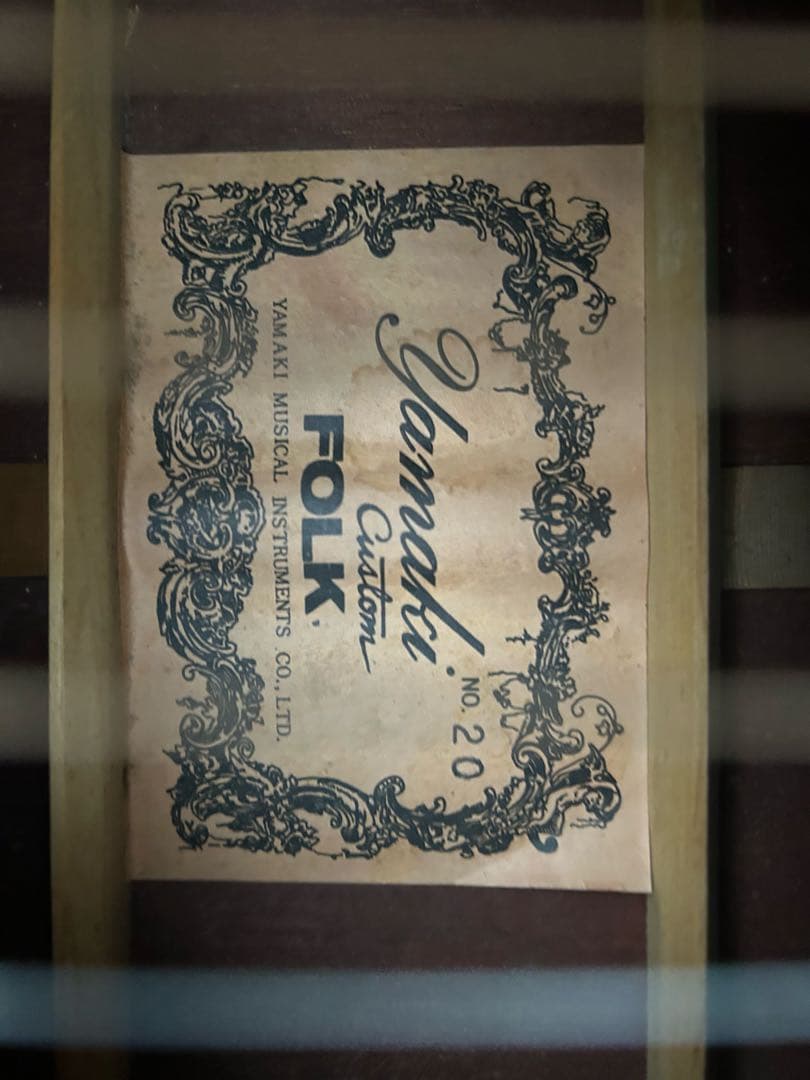 NO. 20
Yamaki
Custom
FOLK
YAMAKI MUSICAL INSTRUMENTS CO., LTD.